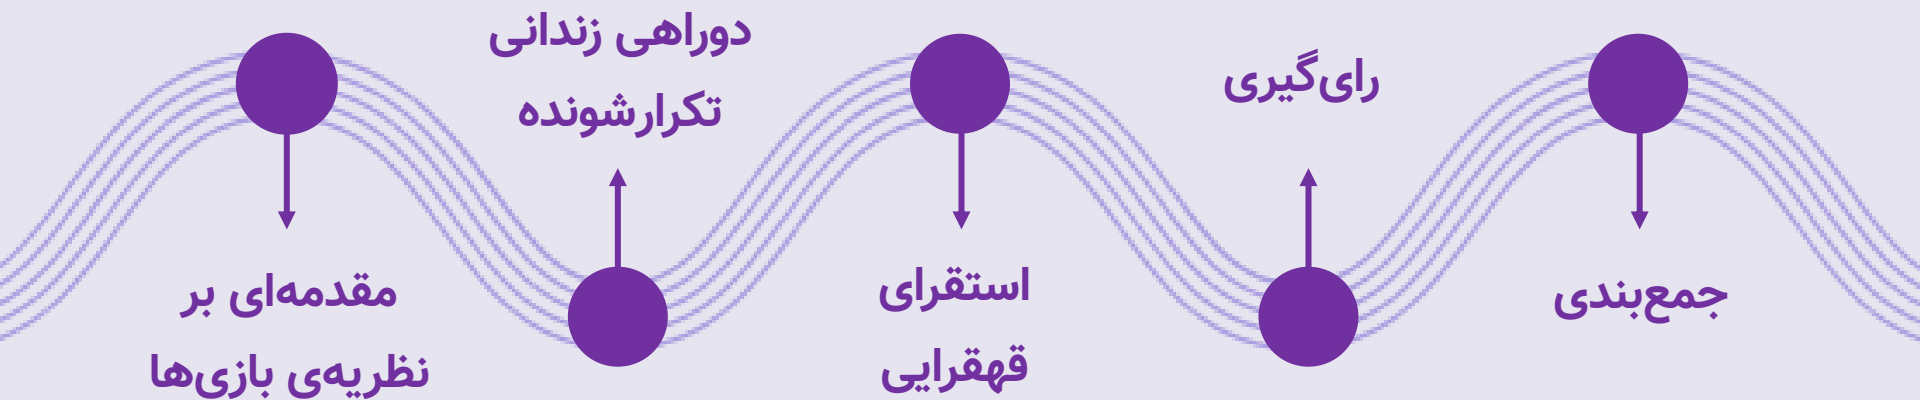 مقدمه‌ای بر
نظریه‌ی بازی‌ها
دوراهی زندانی
تکرارشونده
استقرای
قهقرایی
رای‌گیری
جمع‌بندی